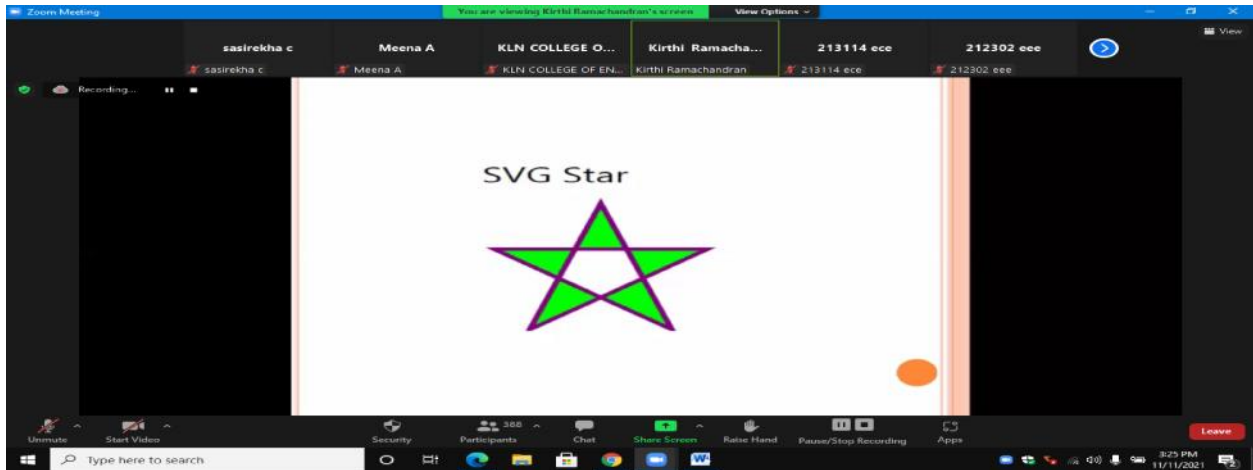 Zoom Meeting
You are viewing Kirthi Ramachandran's screen View Options
View
sasirekha c Meena A KLN COLLEGE O... Kirthi Ramacha... 213114 ece 212302 eee
sasirekha c Meena A KLN COLLEGE OF EN... Kirthi Ramachandran 213114 ece 212302 eee
Recording...
SVG Star
Unmute Start Video Security Participants 368 Chat Share Screen Raise Hand Pause/Stop Recording Apps Leave
Type here to search
3:25 PM
11/11/2021